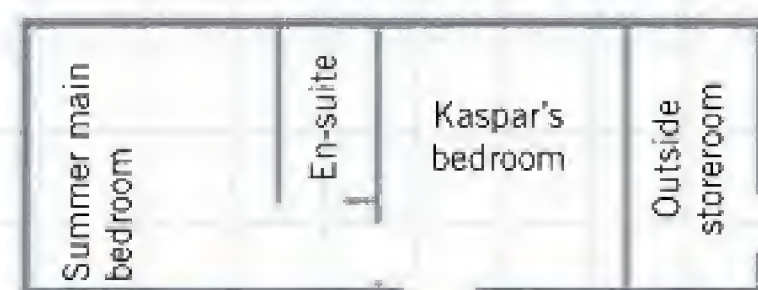 Summer main
bedroom
En-suite
Kaspar's
bedroom
Outside
storeroom